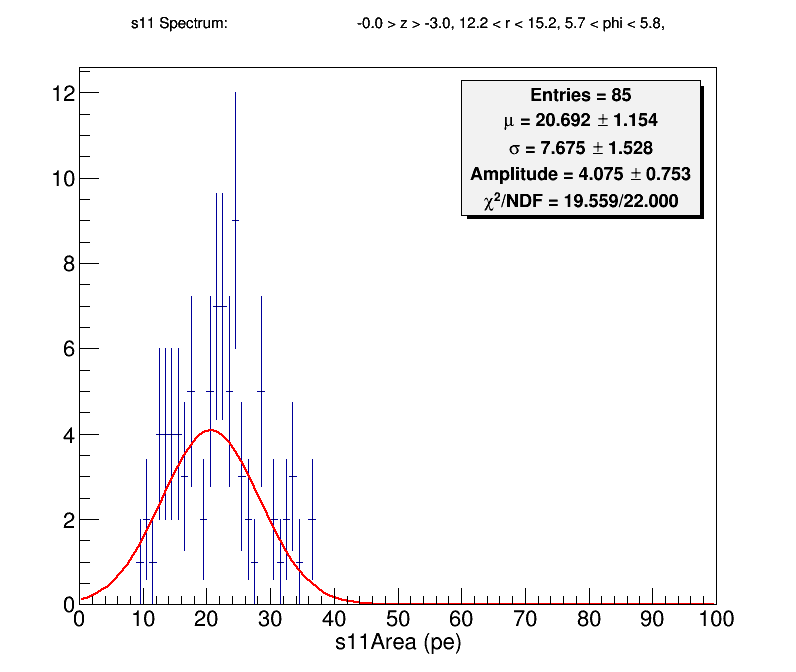 s11 Spectrum: -0.0 > z > -3.0, 12.2 < r < 15.2, 5.7 < phi < 5.8,
Entries = 85
μ = 20.692 ± 1.154
σ = 7.675 ± 1.528
Amplitude = 4.075 ± 0.753
χ²/NDF = 19.559/22.000
12
10
8
6
4
2
0
0 10 20 30 40 50 60 70 80 90 100
s11Area (pe)